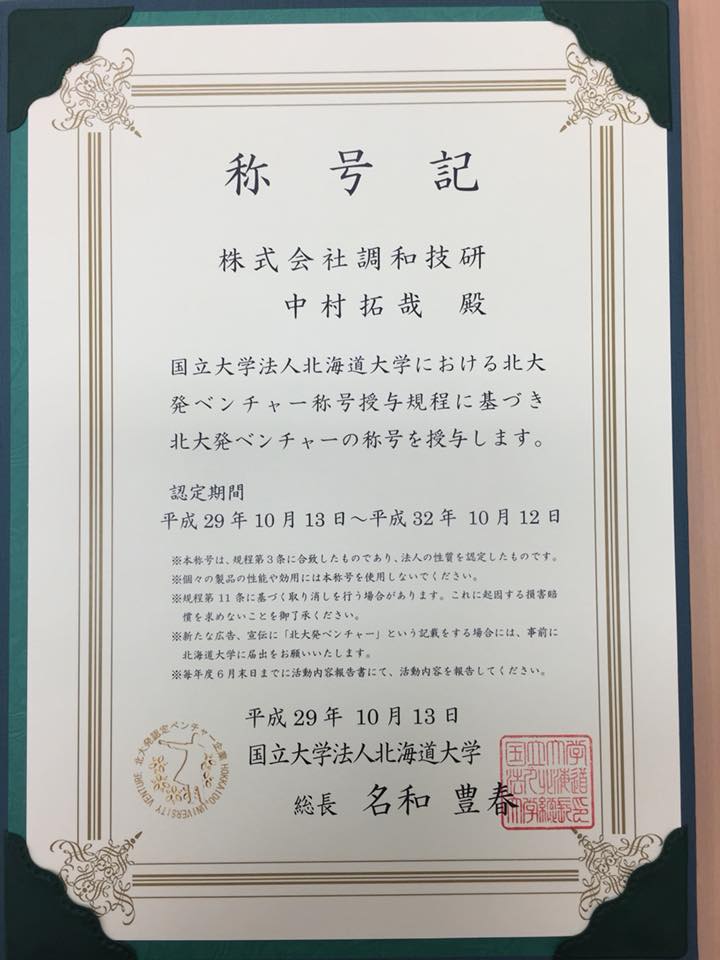 称号記
株式会社調和技研
中村拓哉 殿
国立大学法人北海道大学における北大
発ベンチャー称号授与規程に基づき
北大発ベンチャーの称号を授与します。
認定期間
平成29年10月13日～平成32年 10月12日
※本称号は、規程第3条に合致したものであり、法人の性質を認定したものです。
※個々の製品の性能や効用には本称号を使用しないでください。
※規程第11条に基づく取り消しを行う場合があります。これに起因する損害賠
償を求めないことを御了承ください。
※新たな広告、宣伝に「北大発ベンチャー」という記載をする場合には、事前に
北海道大学に届出をお願いいたします。
※毎年度6月末日までに活動内容報告書にて、活動内容を報告してください。
平成29年 10月13日
国立大学法人北海道大学
総長 名和 豊春
北大発認定ベンチャー企業 HOKKAIDO UNIVERSITY VENTURE